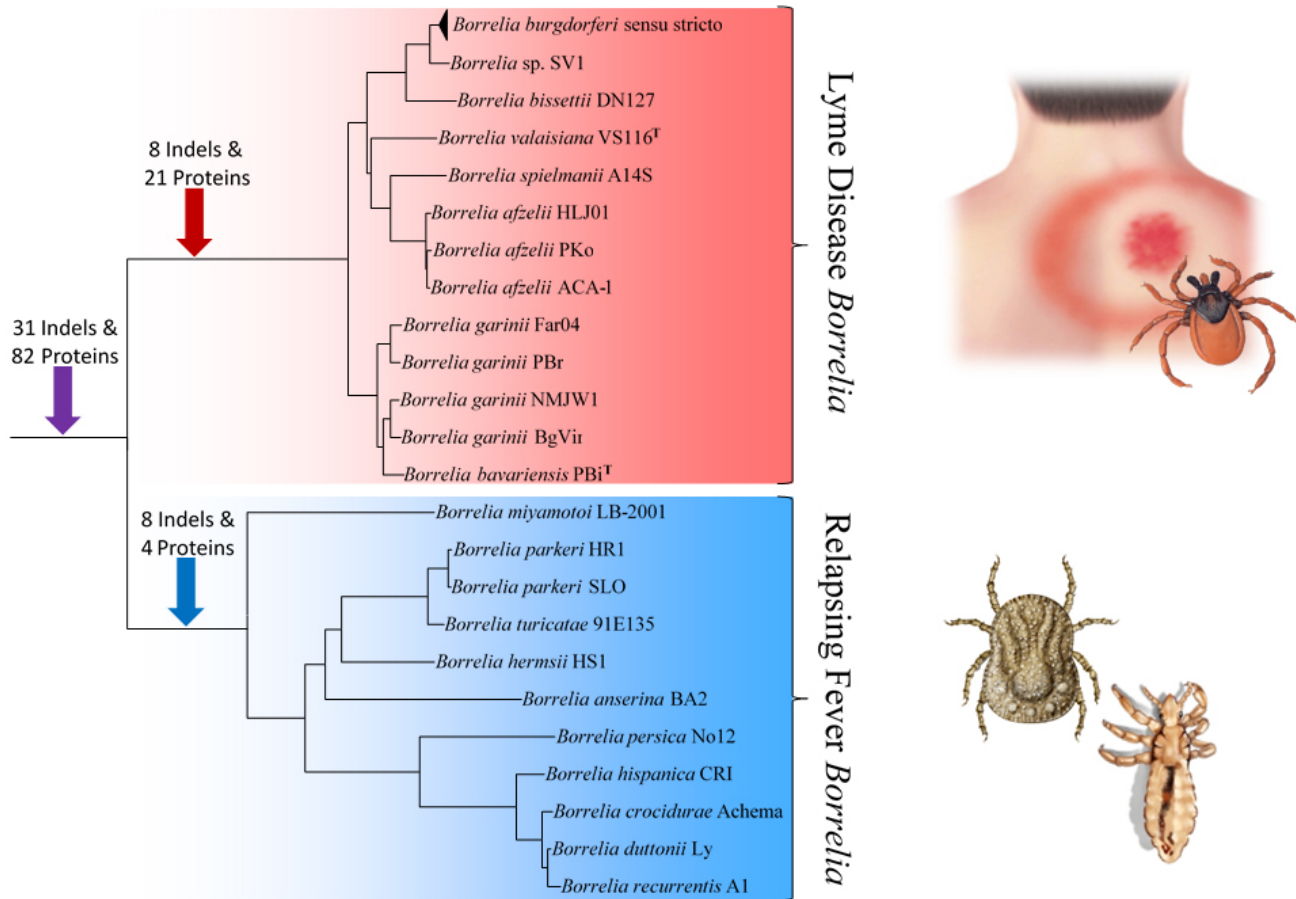 Borrelia burgdorferi sensu stricto
Borrelia sp. SV1
Borrelia bissettii DN127
Borrelia valaisiana VS116ᵀ
8 Indels &
21 Proteins
Borrelia spielmanii A14S
Borrelia afzelii HLJ01
Borrelia afzelii PKo
Borrelia afzelii ACA-1
31 Indels &
82 Proteins
Borrelia garinii Far04
Borrelia garinii PBr
Borrelia garinii NMJW1
Borrelia garinii BgVir
Borrelia bavariensis PBiᵀ
Lyme Disease Borrelia
8 Indels &
4 Proteins
Borrelia miyamotoi LB-2001
Borrelia parkeri HR1
Borrelia parkeri SLO
Borrelia turicatae 91E135
Borrelia hermsii HS1
Borrelia anserina BA2
Borrelia persica No12
Borrelia hispanica CRI
Borrelia crocidurae Achema
Borrelia duttonii Ly
Borrelia recurrentis A1
Relapsing Fever Borrelia